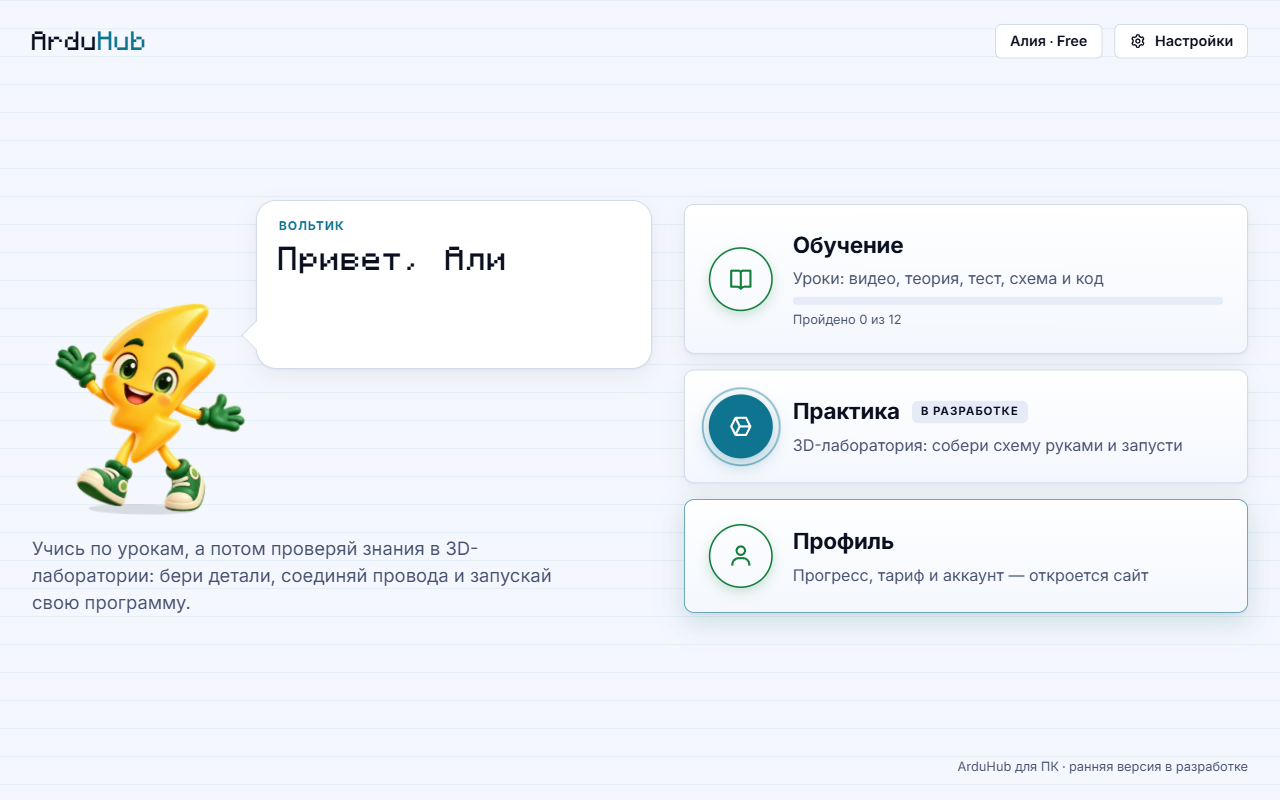 ArduHub
Алия · Free
Настройки
ВОЛЬТИК
Привет, Али
Учись по урокам, а потом проверяй знания в 3D-
лаборатории: бери детали, соединяй провода и запускай
свою программу.
Обучение
Уроки: видео, теория, тест, схема и код
Пройдено 0 из 12
Практика
В РАЗРАБОТКЕ
3D-лаборатория: собери схему руками и запусти
Профиль
Прогресс, тариф и аккаунт — откроется сайт
ArduHub для ПК · ранняя версия в разработке